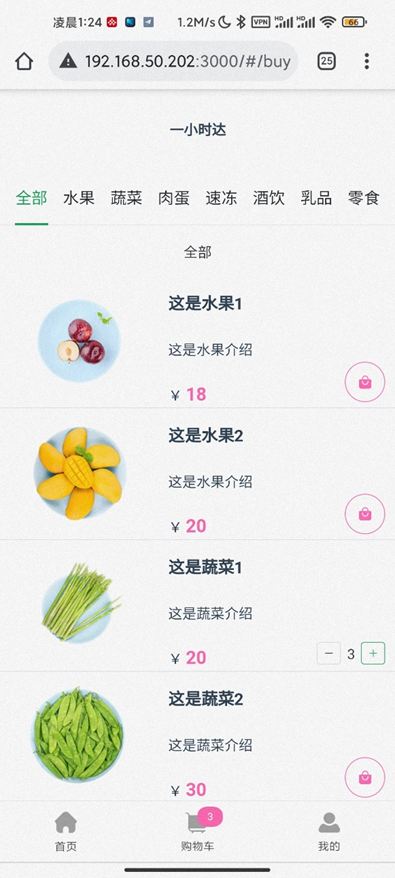 凌晨1:24 1.2M/s VPN HD HD 66
192.168.50.202:3000/#/buy 25
一小时达
全部 水果 蔬菜 肉蛋 速冻 酒饮 乳品 零食
全部
这是水果1
这是水果介绍
¥ 18
这是水果2
这是水果介绍
¥ 20
这是蔬菜1
这是蔬菜介绍
¥ 20 − 3 +
这是蔬菜2
这是蔬菜介绍
¥ 30
3
首页 购物车 我的